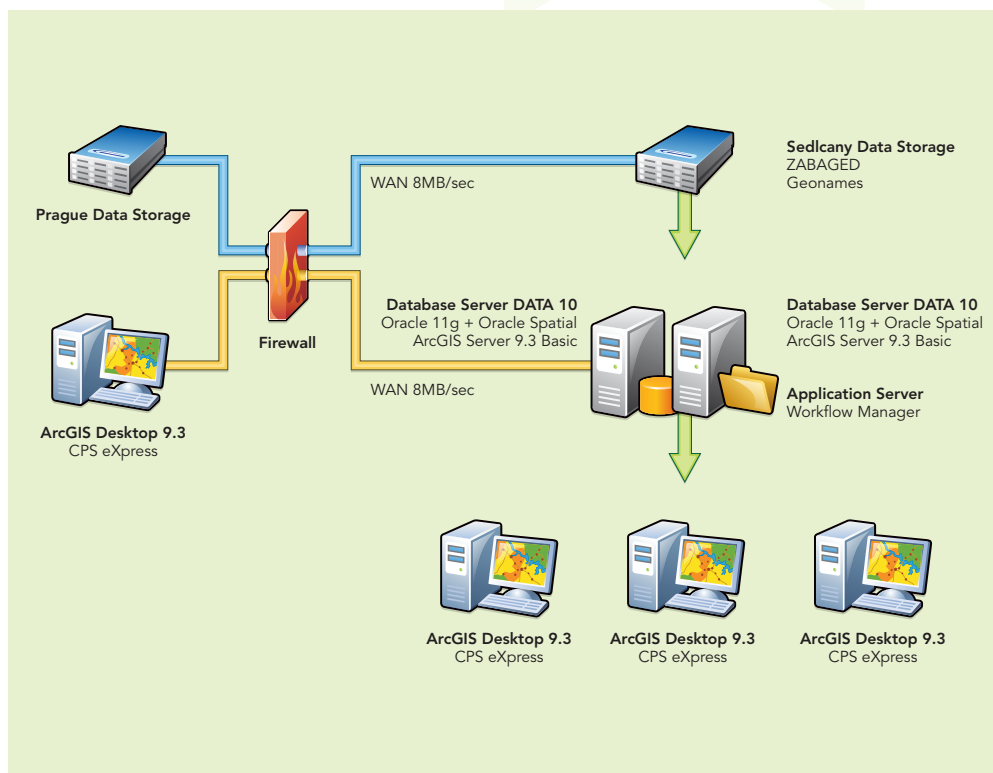 Prague Data Storage
WAN 8MB/sec
Sedlcany Data Storage
ZABAGED
Geonames
Firewall
ArcGIS Desktop 9.3
CPS eXpress
WAN 8MB/sec
Database Server DATA 10
Oracle 11g + Oracle Spatial
ArcGIS Server 9.3 Basic
Database Server DATA 10
Oracle 11g + Oracle Spatial
ArcGIS Server 9.3 Basic
Application Server
Workflow Manager
ArcGIS Desktop 9.3
CPS eXpress
ArcGIS Desktop 9.3
CPS eXpress
ArcGIS Desktop 9.3
CPS eXpress